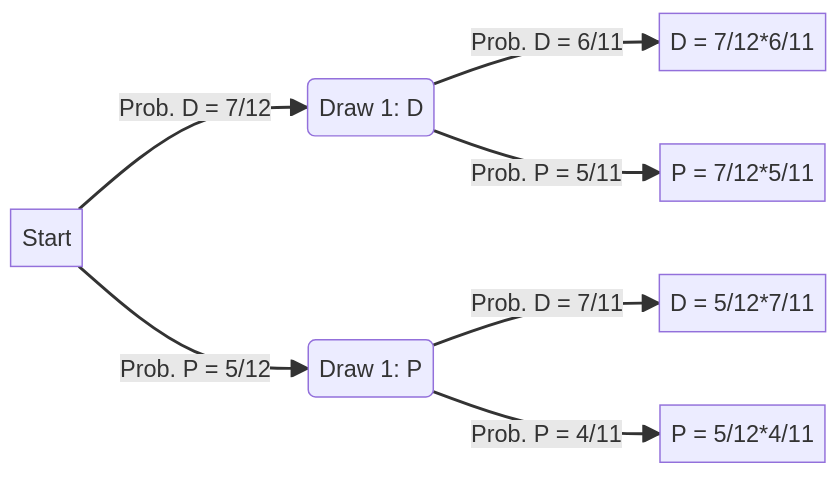 Prob. D = 6/11
D = 7/12*6/11
Prob. D = 7/12
Draw 1: D
Prob. P = 5/11
P = 7/12*5/11
Start
Prob. D = 7/11
D = 5/12*7/11
Prob. P = 5/12
Draw 1: P
Prob. P = 4/11
P = 5/12*4/11